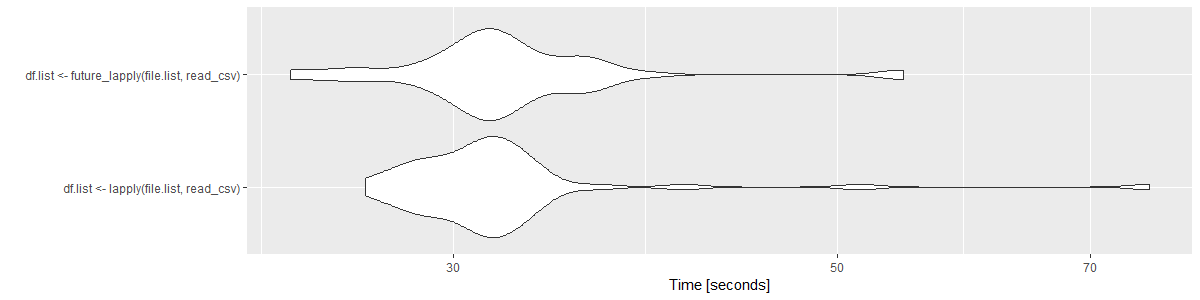 df.list <- future_lapply(file.list, read_csv)
df.list <- lapply(file.list, read_csv)
30 50 70
Time [seconds]